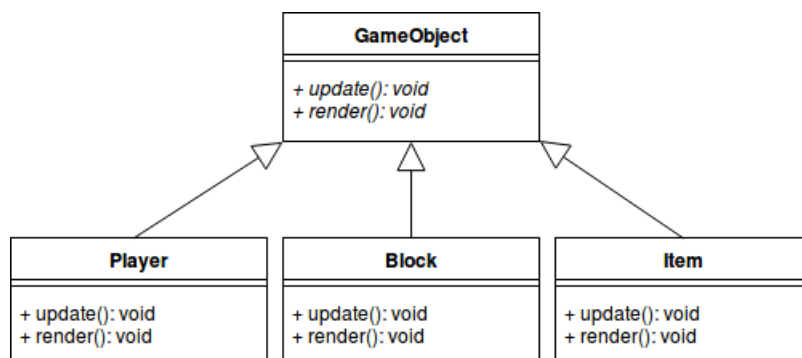 GameObject
+ update(): void
+ render(): void
Player
+ update(): void
+ render(): void
Block
+ update(): void
+ render(): void
Item
+ update(): void
+ render(): void